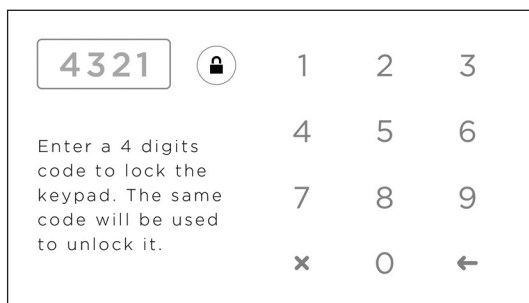 4321
Enter a 4 digits
code to lock the
keypad. The same
code will be used
to unlock it.
1 2 3
4 5 6
7 8 9
0